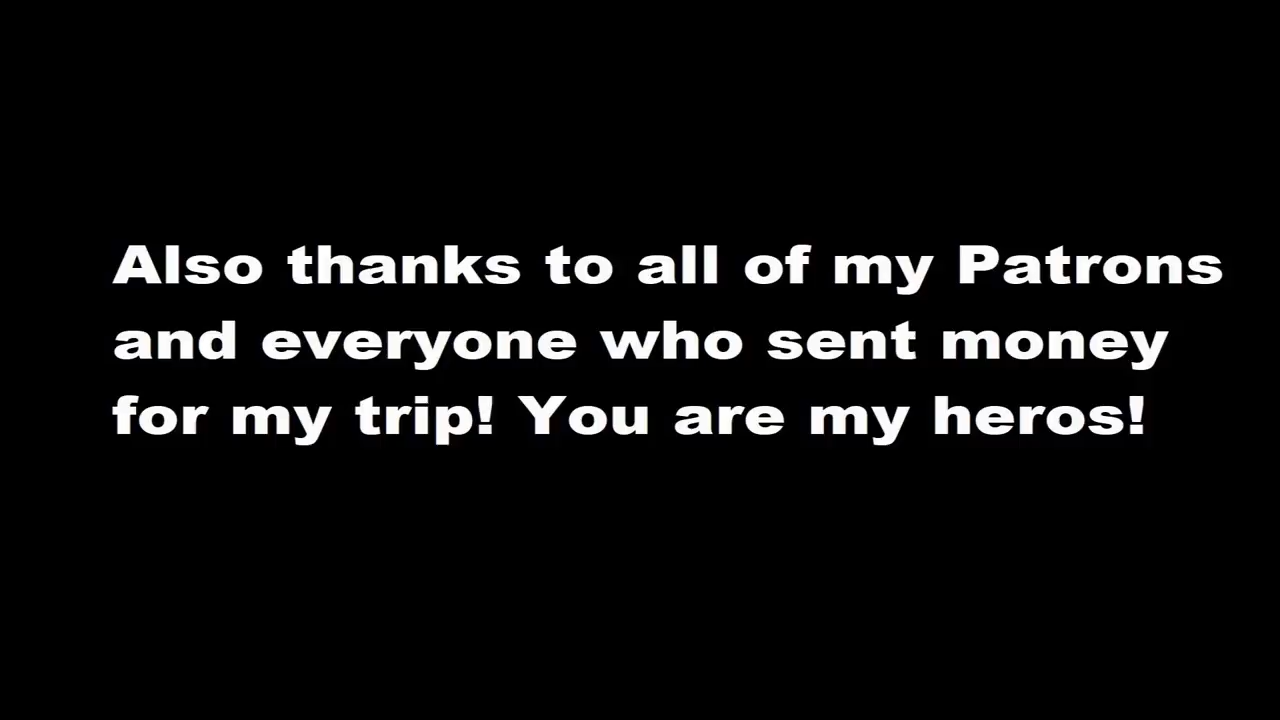 Also thanks to all of my Patrons
and everyone who sent money
for my trip! You are my heros!